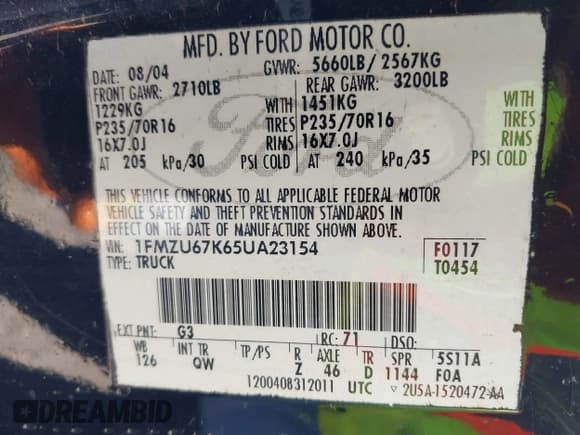 MFD. BY FORD MOTOR CO.
DATE: 08/04 GVWR: 5660LB/ 2567KG
FRONT GAWR: 2710LB REAR GAWR: 3200LB
1229KG WITH 1451KG WITH
P235/70R16 TIRES P235/70R16 TIRES
16X7.0J RIMS 16X7.0J RIMS
AT 205 kPa/30 PSI COLD AT 240 kPa/35 PSI COLD
Ford
THIS VEHICLE CONFORMS TO ALL APPLICABLE FEDERAL MOTOR
VEHICLE SAFETY AND THEFT PREVENTION STANDARDS IN
EFFECT ON THE DATE OF MANUFACTURE SHOWN ABOVE.
VIN: 1FMZU67K65UA23154 F0117
TYPE: TRUCK T0454
EXT PNT: G3 RC: 71 DSO:
WB INT TR TP/PS R AXLE TR SPR 5S11A
126 QW Z 46 D 1144 F0A
1200408312011 UTC ▽ 2U5A-1520472-AA
DREAMBID